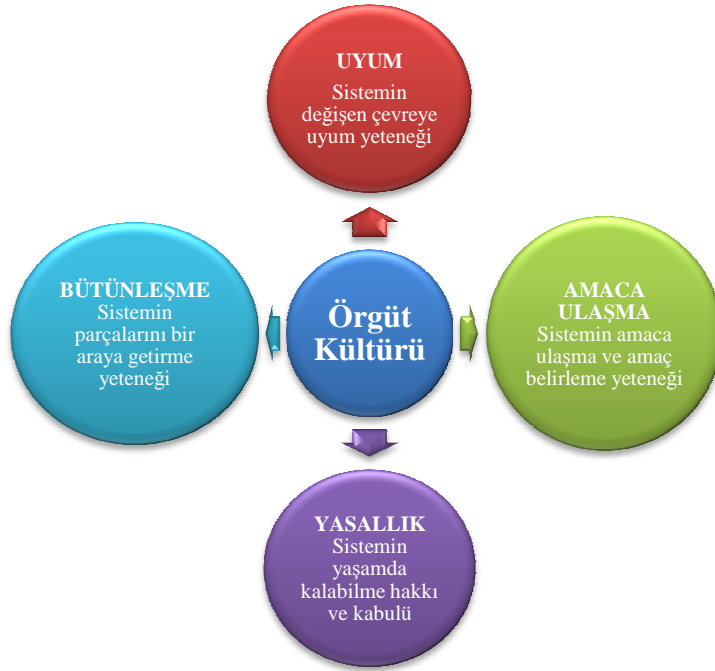 UYUM
Sistemin
değişen çevreye
uyum yeteneği
BÜTÜNLEŞME
Sistemin
parçalarını bir
araya getirme
yeteneği
Örgüt
Kültürü
AMACA
ULAŞMA
Sistemin amaca
ulaşma ve amaç
belirleme yeteneği
YASALLIK
Sistemin
yaşamda
kalabilme hakkı
ve kabulü